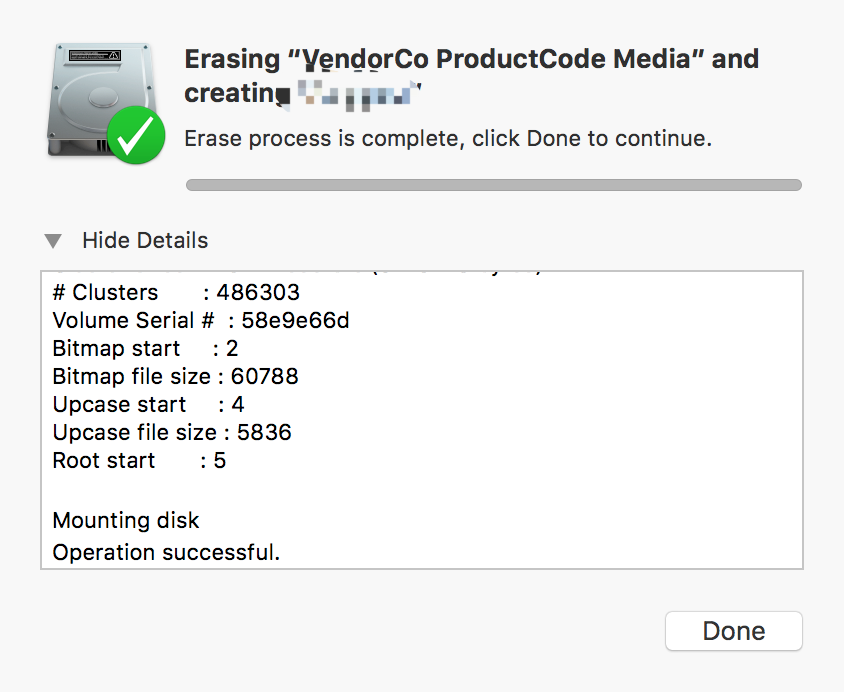 Erasing “VendorCo ProductCode Media” and
creating
Erase process is complete, click Done to continue.
Hide Details
# Clusters : 486303
Volume Serial # : 58e9e66d
Bitmap start : 2
Bitmap file size : 60788
Upcase start : 4
Upcase file size : 5836
Root start : 5
Mounting disk
Operation successful.
Done